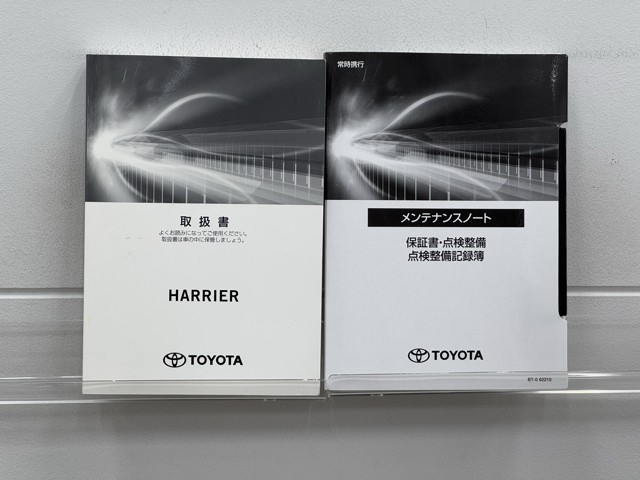 取扱書
よくお読みになってご使用ください。
取扱書は車の中に保管しましょう。
HARRIER
TOYOTA
常時携行
メンテナンスノート
保証書・点検整備
点検整備記録簿
TOYOTA